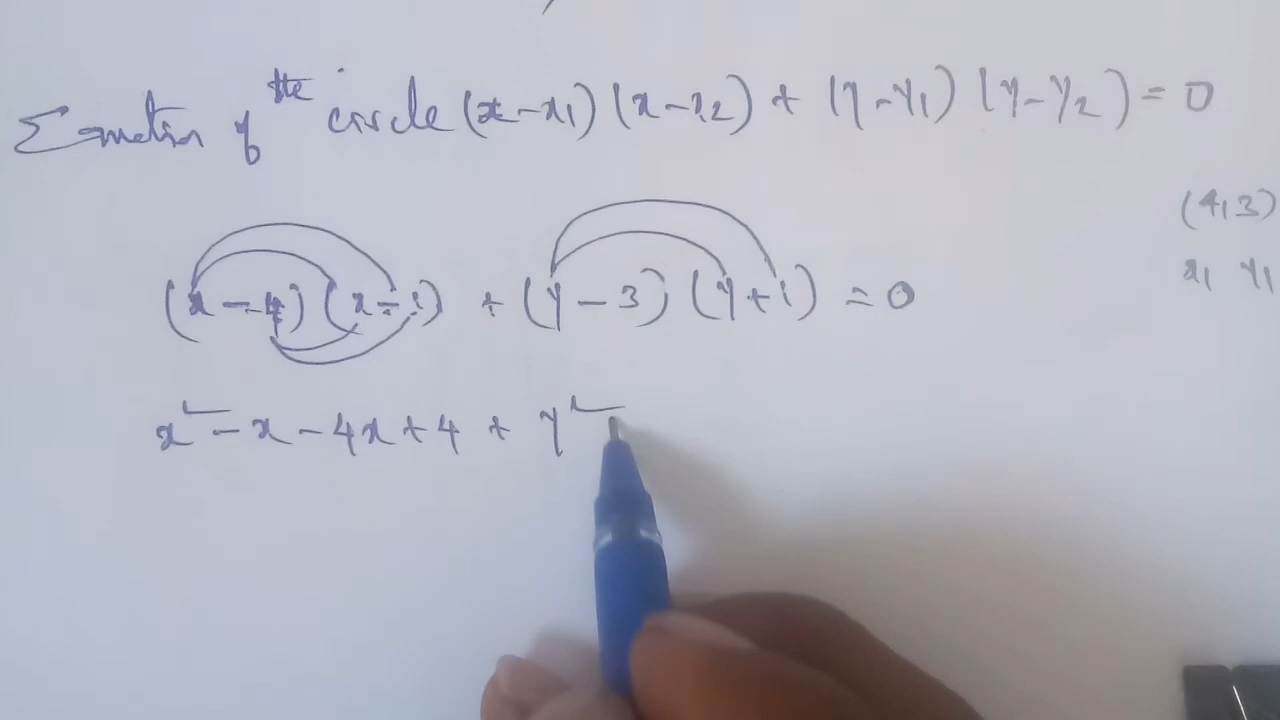 Equation of the circle (x-x₁)(x-x₂) + (y-y₁)(y-y₂) = 0
(4,3)
x₁ y₁
(x-4)(x-1) + (y-3)(y+1) = 0
x² - x - 4x + 4 + y²